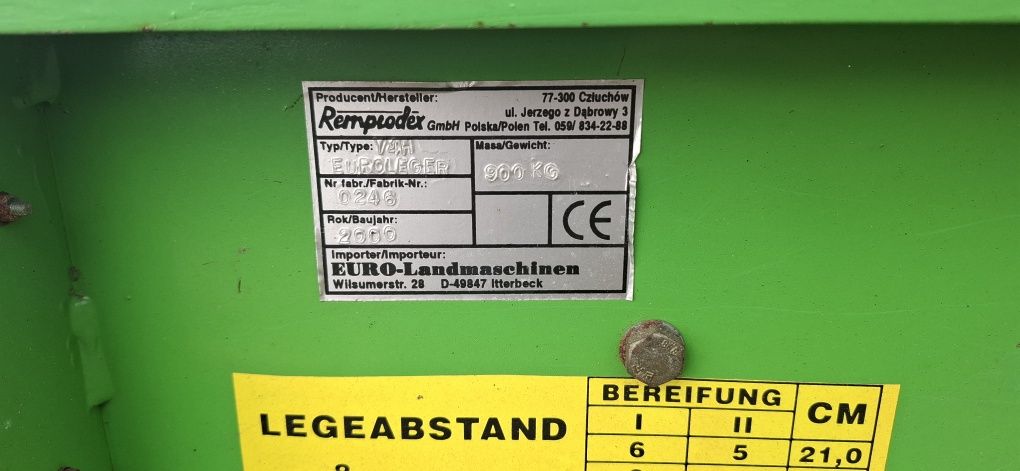 Producent/Hersteller: 77-300 Człuchów
Remprodex GmbH ul. Jerzego z Dąbrowy 3
Polska/Polen Tel. 059/ 834-22-88
Typ/Type: V4H
EUROLEGER
Masa/Gewicht:
900 KG
Nr fabr./Fabrik-Nr.:
0246
CE
Rok/Baujahr:
2000
Importer/Importeur:
EURO-Landmaschinen
Wilsumerstr. 28 D-49847 Itterbeck
LEGEABSTAND
BEREIFUNG CM
I II
6 5 21,0